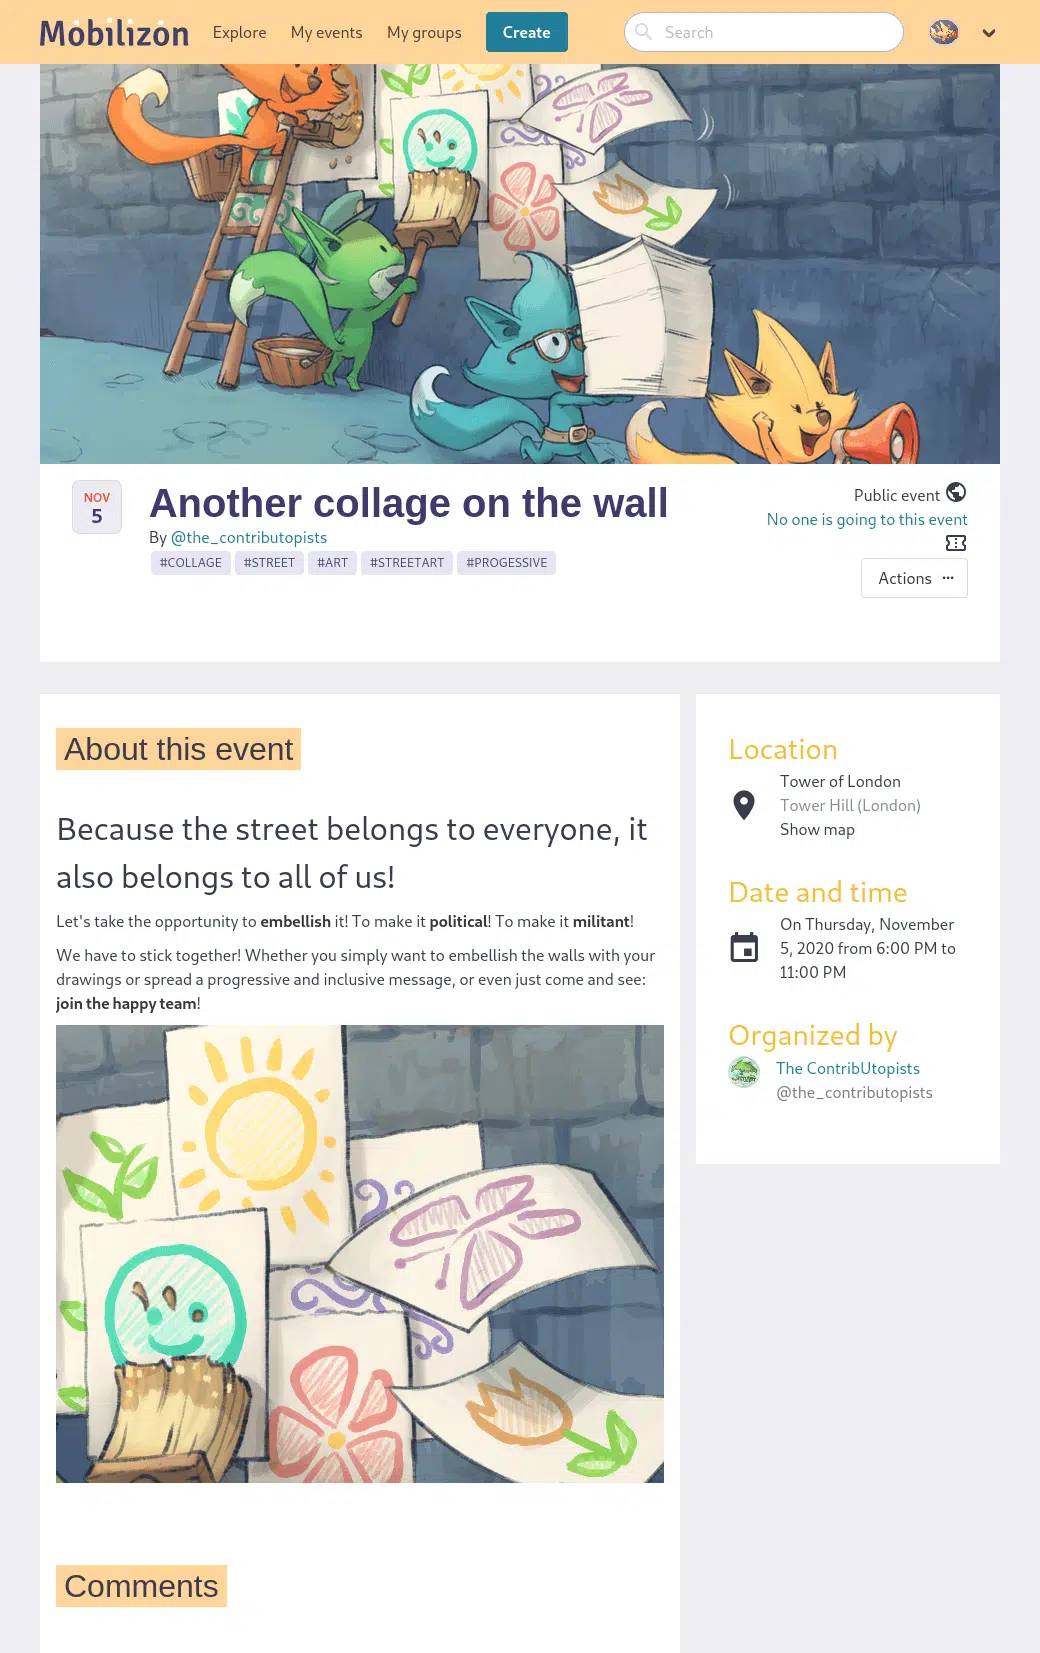 Mobilizon
Explore
My events
My groups
Create
Search
NOV
5
Another collage on the wall
By @the_contributopists
#COLLAGE #STREET #ART #STREETART #PROGESSIVE
Public event
No one is going to this event
Actions
About this event
Because the street belongs to everyone, it
also belongs to all of us!
Let's take the opportunity to embellish it! To make it political! To make it militant!
We have to stick together! Whether you simply want to embellish the walls with your
drawings or spread a progressive and inclusive message, or even just come and see:
join the happy team!
Comments
Location
Tower of London
Tower Hill (London)
Show map
Date and time
On Thursday, November
5, 2020 from 6:00 PM to
11:00 PM
Organized by
The ContribUtopists
@the_contributopists